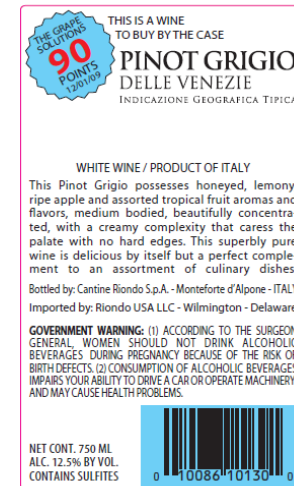 THE GRAPE
SOLUTIONS
90
POINTS
12/01/09
THIS IS A WINE
TO BUY BY THE CASE
PINOT GRIGIO
DELLE VENEZIE
INDICAZIONE GEOGRAFICA TIPICA
WHITE WINE / PRODUCT OF ITALY
This Pinot Grigio possesses honeyed, lemony,
ripe apple and assorted tropical fruit aromas and
flavors, medium bodied, beautifully concentra-
ted, with a creamy complexity that caress the
palate with no hard edges. This superbly pure
wine is delicious by itself but a perfect comple-
ment to an assortment of culinary dishes.
Bottled by: Cantine Riondo S.p.A. - Monteforte d'Alpone - ITALY
Imported by: Riondo USA LLC - Wilmington - Delaware
GOVERNMENT WARNING: (1) ACCORDING TO THE SURGEON
GENERAL, WOMEN SHOULD NOT DRINK ALCOHOLIC
BEVERAGES DURING PREGNANCY BECAUSE OF THE RISK OF
BIRTH DEFECTS. (2) CONSUMPTION OF ALCOHOLIC BEVERAGES
IMPAIRS YOUR ABILITY TO DRIVE A CAR OR OPERATE MACHINERY,
AND MAY CAUSE HEALTH PROBLEMS.
NET CONT. 750 ML
ALC. 12.5% BY VOL.
CONTAINS SULFITES
0 10086 10130 0